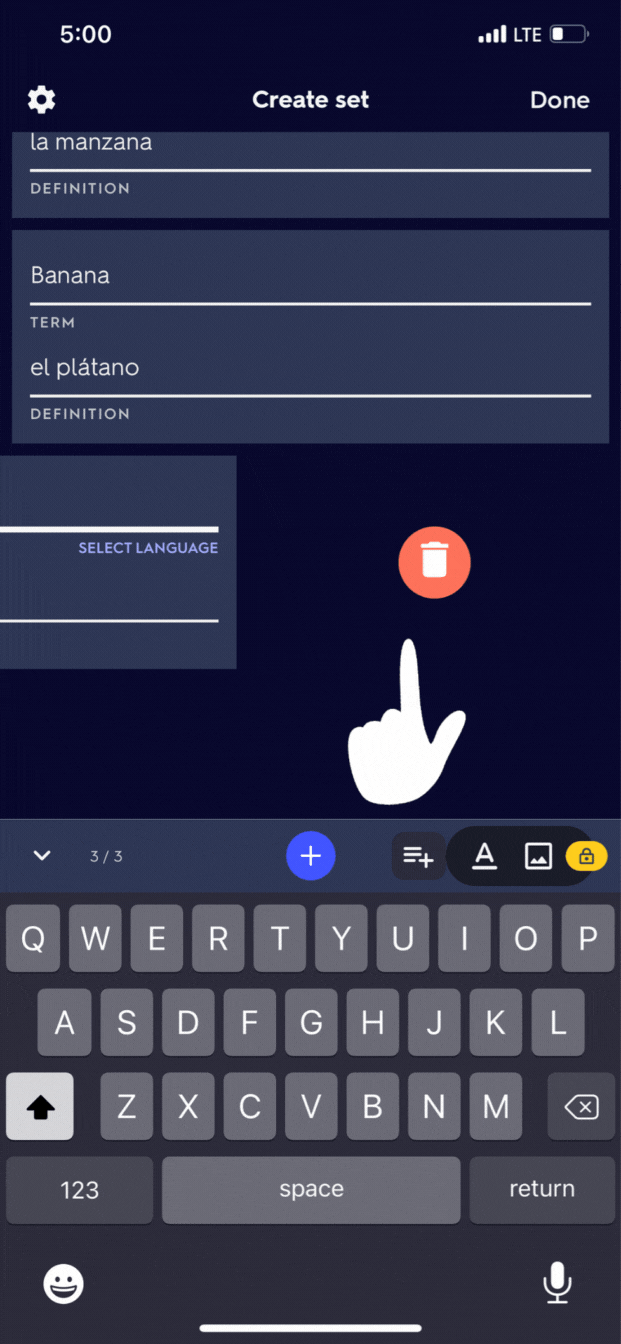 5:00 LTE
Create set Done
la manzana
DEFINITION
Banana
TERM
el plátano
DEFINITION
SELECT LANGUAGE
3 / 3
Q W E R T Y U I O P
A S D F G H J K L
Z X C V B N M
123 space return